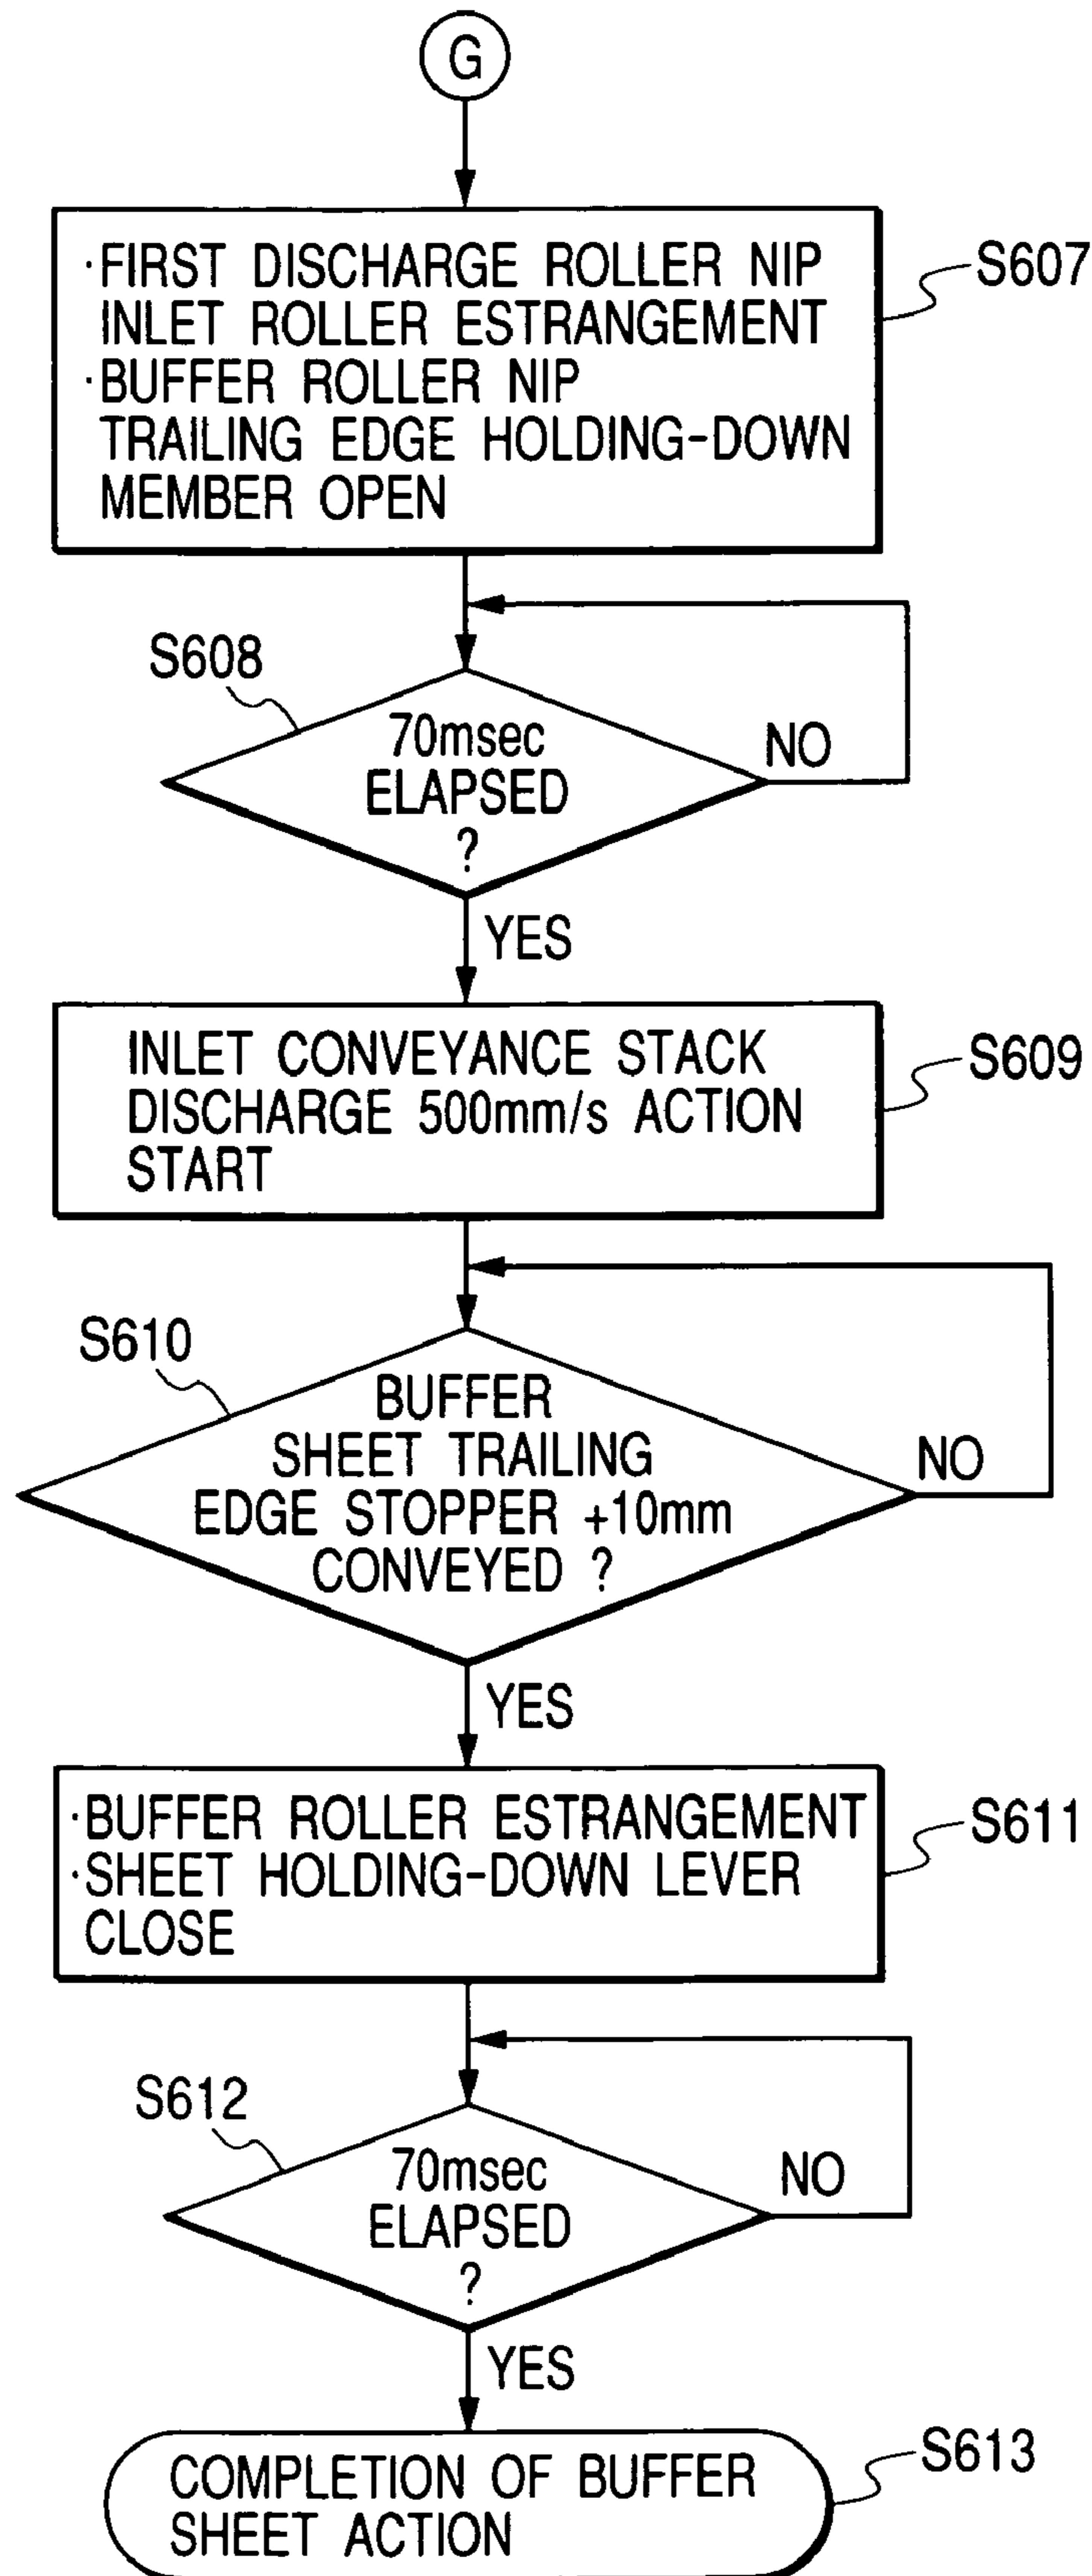 G
·FIRST DISCHARGE ROLLER NIP
INLET ROLLER ESTRANGEMENT
·BUFFER ROLLER NIP
TRAILING EDGE HOLDING-DOWN
MEMBER OPEN
S607
S608
70msec
ELAPSED
?
NO
YES
INLET CONVEYANCE STACK
DISCHARGE 500mm/s ACTION
START
S609
S610
BUFFER
SHEET TRAILING
EDGE STOPPER +10mm
CONVEYED ?
NO
YES
·BUFFER ROLLER ESTRANGEMENT
·SHEET HOLDING-DOWN LEVER
CLOSE
S611
S612
70msec
ELAPSED
?
NO
YES
COMPLETION OF BUFFER
SHEET ACTION
S613